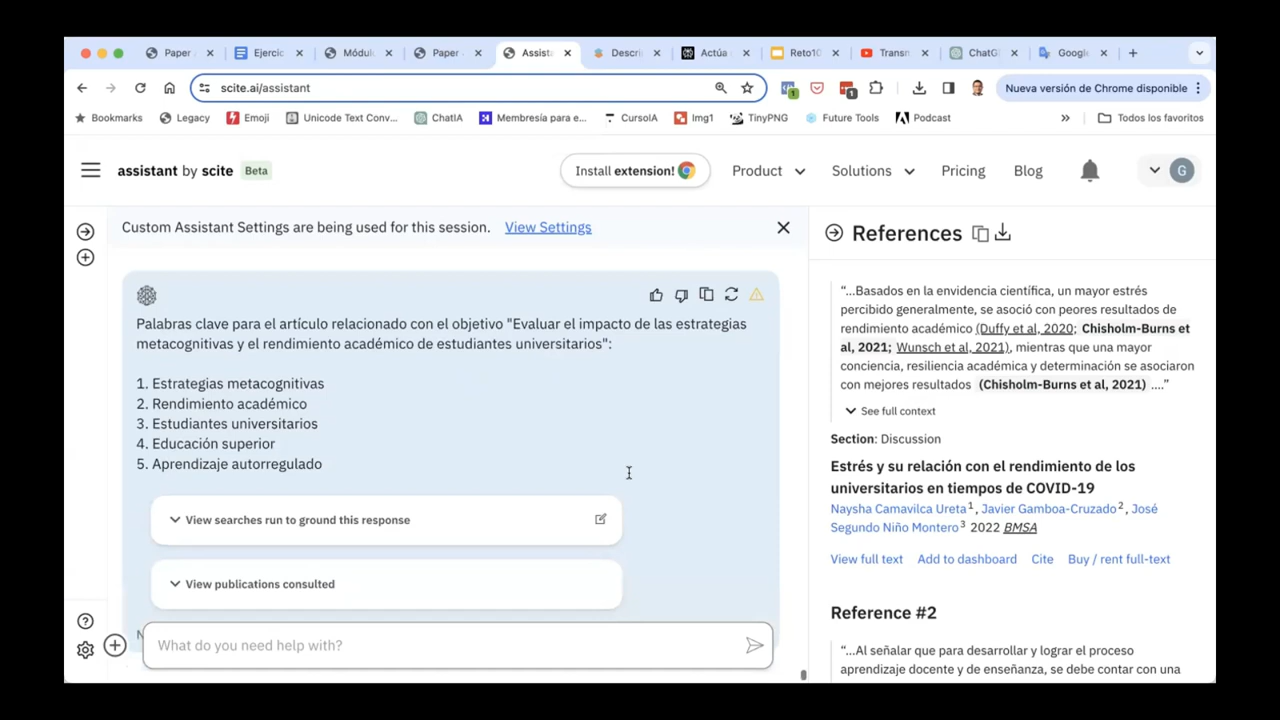 Paper
Ejercic
Módul
Paper
Assista
Descri
Actúa
Reto10
Transn
ChatG
Google
scite.ai/assistant
1
1
Nueva versión de Chrome disponible
Bookmarks
Legacy
Emoji
Unicode Text Conv...
ChatIA
Membresía para e...
CursoIA
Img1
TinyPNG
Future Tools
Podcast
Todos los favoritos
assistant by scite Beta
Install extension!
Product
Solutions
Pricing
Blog
G
Custom Assistant Settings are being used for this session. View Settings
Palabras clave para el artículo relacionado con el objetivo "Evaluar el impacto de las estrategias
metacognitivas y el rendimiento académico de estudiantes universitarios":
1. Estrategias metacognitivas
2. Rendimiento académico
3. Estudiantes universitarios
4. Educación superior
5. Aprendizaje autorregulado
View searches run to ground this response
View publications consulted
What do you need help with?
References
“...Basados en la envidencia científica, un mayor estrés
percibido generalmente, se asoció con peores resultados de
rendimiento académico (Duffy et al, 2020; Chisholm-Burns et
al, 2021; Wunsch et al, 2021), mientras que una mayor
conciencia, resiliencia académica y determinación se asociaron
con mejores resultados (Chisholm-Burns et al, 2021) ....”
See full context
Section: Discussion
Estrés y su relación con el rendimiento de los
universitarios en tiempos de COVID-19
Naysha Camavilca Ureta1, Javier Gamboa-Cruzado2, José
Segundo Niño Montero3 2022 BMSA
View full text Add to dashboard Cite Buy / rent full-text
Reference #2
“...Al señalar que para desarrollar y lograr el proceso
aprendizaje docente y de enseñanza, se debe contar con una